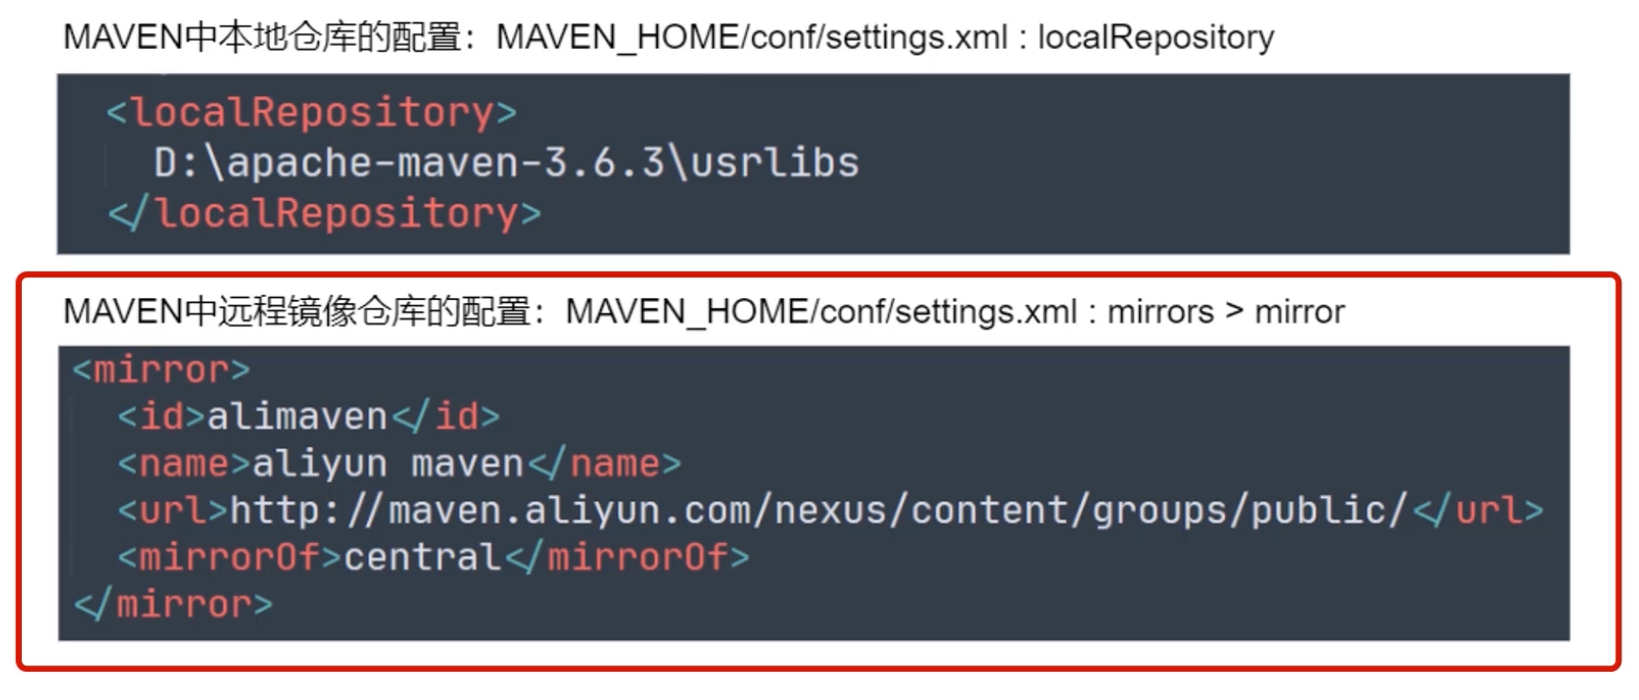 MAVEN中本地仓库的配置：MAVEN_HOME/conf/settings.xml : localRepository
<localRepository>
D:\apache-maven-3.6.3\usrlibs
</localRepository>
MAVEN中远程镜像仓库的配置：MAVEN_HOME/conf/settings.xml : mirrors > mirror
<mirror>
<id>alimaven</id>
<name>aliyun maven</name>
<url>http://maven.aliyun.com/nexus/content/groups/public/</url>
<mirrorOf>central</mirrorOf>
</mirror>